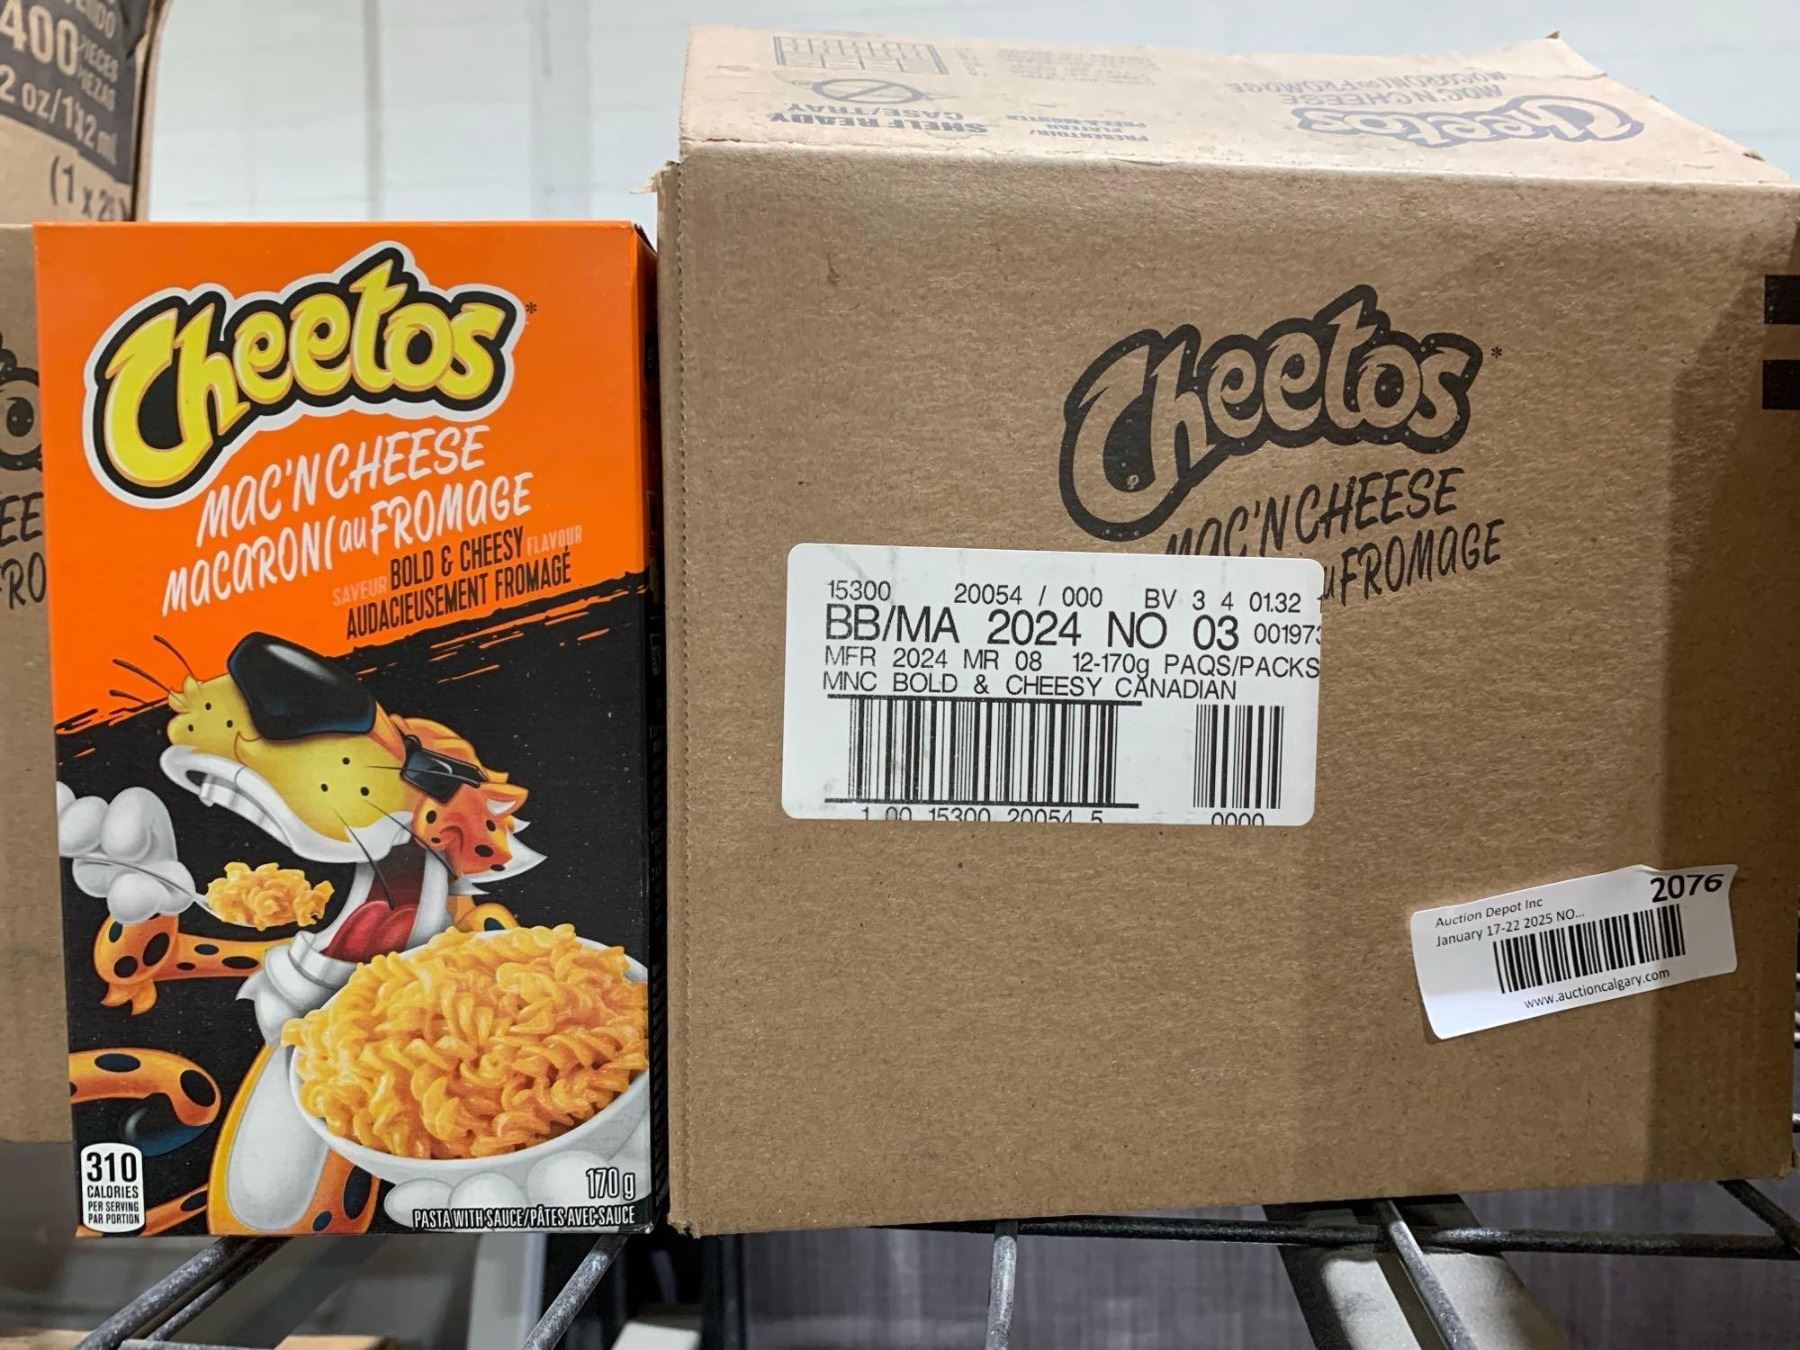 400
2 oz/
(1 x 2
Cheetos*
MAC'N CHEESE
MACARONI au FROMAGE
SAVEUR BOLD & CHEESY FLAVOUR
AUDACIEUSEMENT FROMAGÉ
310
CALORIES
PER SERVING
PAR PORTION
170 g
PASTA WITH SAUCE/PÂTES AVEC SAUCE
SHELF READY
CASE/TRAY
Cheetos
MAC'N CHEESE
MACARONI au FROMAGE
Cheetos*
MAC'N CHEESE
FROMAGE
15300 20054 / 000 BV 3 4 01:32
BB/MA 2024 NO 03 00197
MFR 2024 MR 08 12-170g PAQS/PACKS
MNC BOLD & CHEESY CANADIAN
1 00 15300 20054 5 0000
2076
Auction Depot Inc
January 17-22 2025 NO...
www.auctioncalgary.com